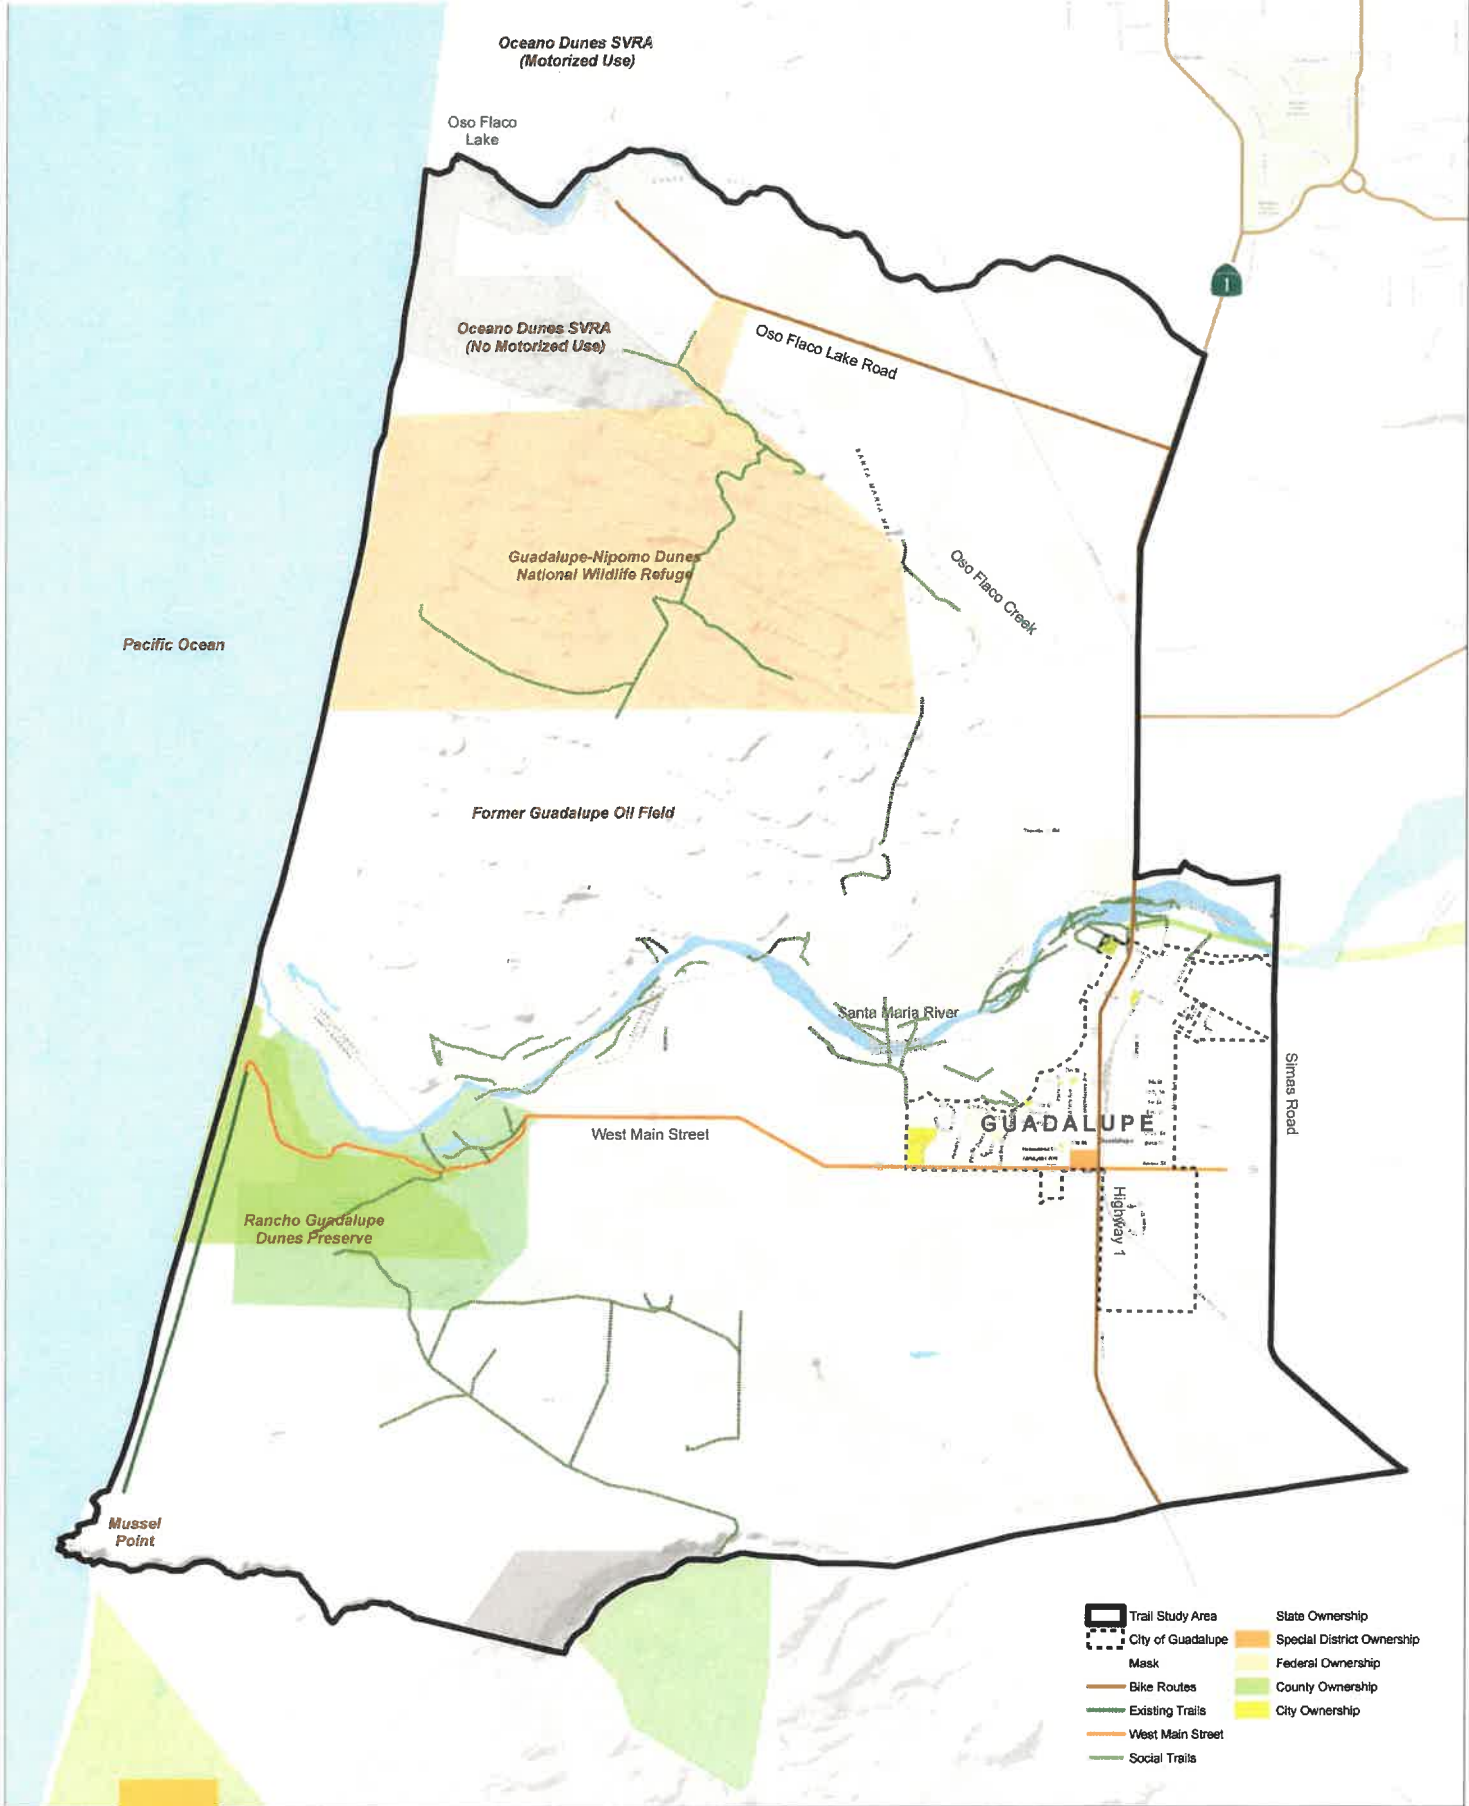 Oceano Dunes SVRA
(Motorized Use)
Oso Flaco
Lake
1
Oceano Dunes SVRA
(No Motorized Use)
Oso Flaco Lake Road
SANTA MARIA
Guadalupe-Nipomo Dunes
National Wildlife Refuge
Oso Flaco Creek
Pacific Ocean
Former Guadalupe Oil Field
Santa Maria River
Simas Road
GUADALUPE
West Main Street
Highway 1
Rancho Guadalupe
Dunes Preserve
Mussel
Point
Trail Study Area
City of Guadalupe
Mask
Bike Routes
Existing Trails
West Main Street
Social Trails
State Ownership
Special District Ownership
Federal Ownership
County Ownership
City Ownership